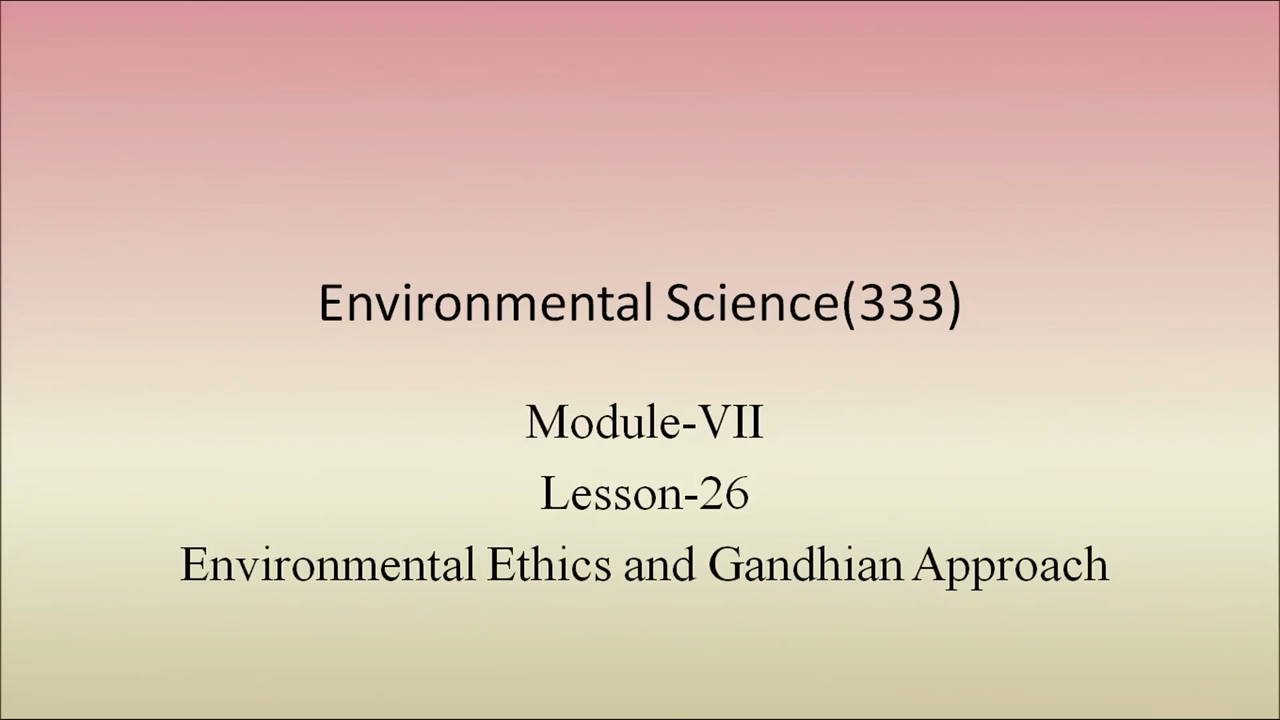 Environmental Science(333)
Module-VII
Lesson-26
Environmental Ethics and Gandhian Approach